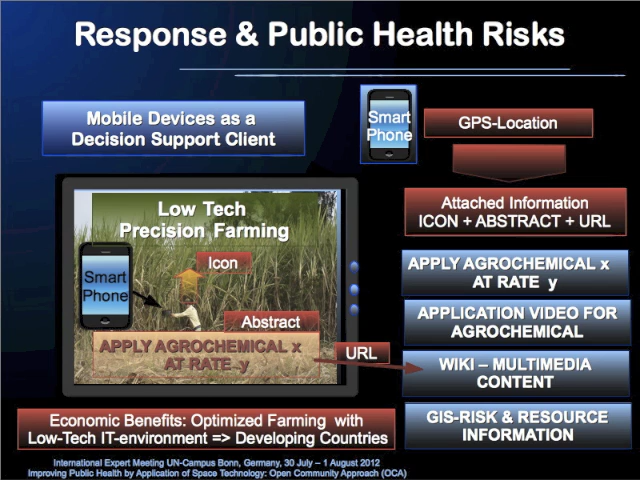 Response & Public Health Risks
Mobile Devices as a
Decision Support Client
Smart
Phone
GPS-Location
Attached Information
ICON + ABSTRACT + URL
Low Tech
Precision Farming
Icon
Smart
Phone
Abstract
APPLY AGROCHEMICAL x
AT RATE y
URL
APPLY AGROCHEMICAL x
AT RATE y
APPLICATION VIDEO FOR
AGROCHEMICAL
WIKI – MULTIMEDIA
CONTENT
GIS-RISK & RESOURCE
INFORMATION
Economic Benefits: Optimized Farming with
Low-Tech IT-environment => Developing Countries
International Expert Meeting UN-Campus Bonn, Germany, 30 July – 1 August 2012
Improving Public Health by Application of Space Technology: Open Community Approach (OCA)